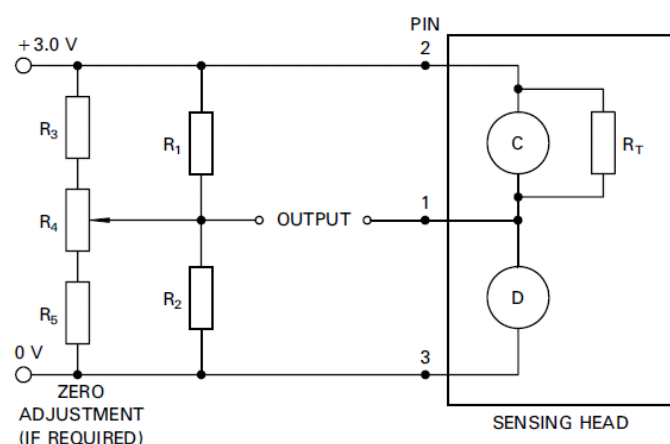 PIN
+3.0 V
2
R3
R1
C
RT
R4
OUTPUT
1
R2
D
R5
0 V
3
ZERO
ADJUSTMENT
(IF REQUIRED)
SENSING HEAD